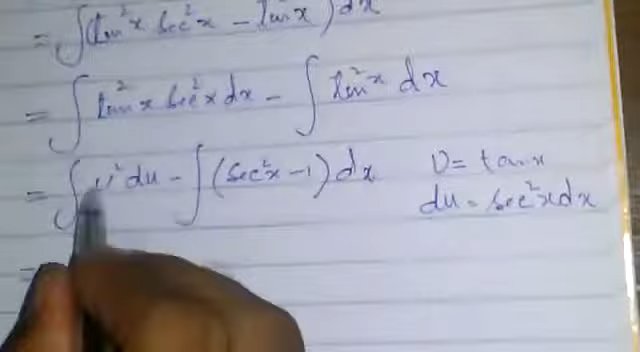 = ∫(tan²x sec²x - tan²x) dx
= ∫ tan²x sec²x dx - ∫ tan²x dx
= ∫ u² du - ∫ (sec²x - 1) dx
U = tan x
du = sec²x dx
=